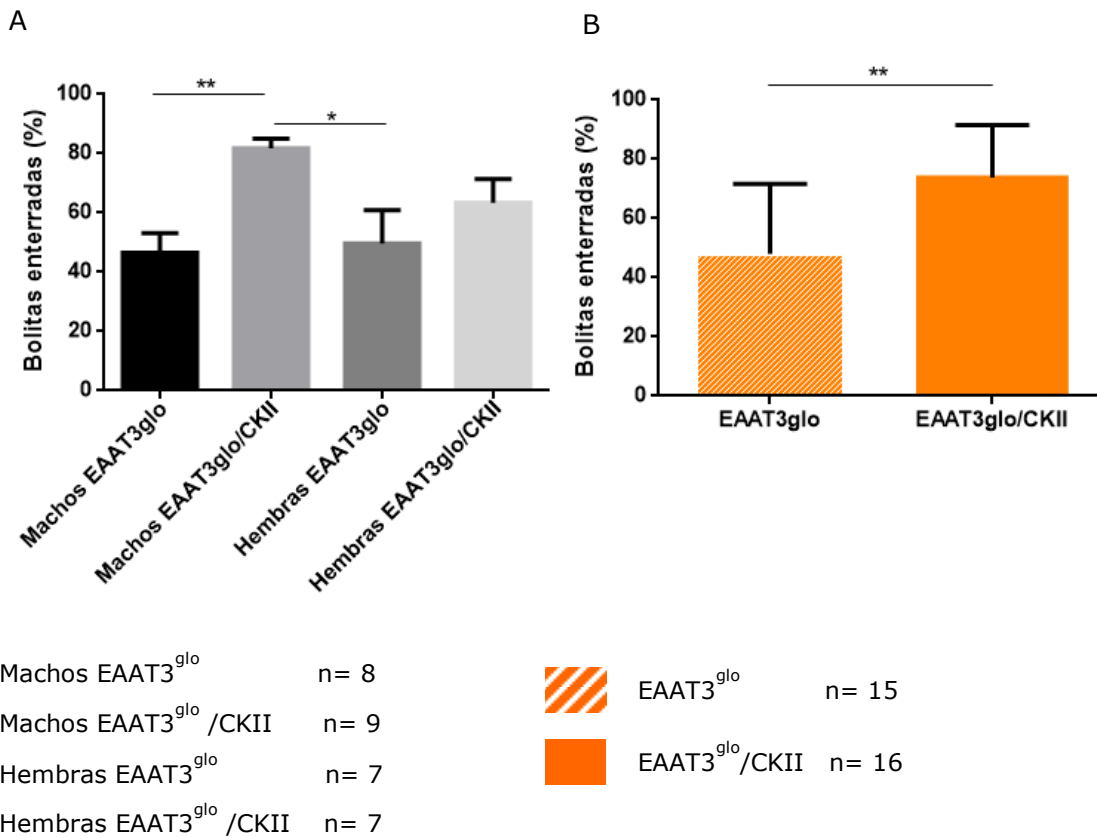 A
Bolitas enterradas (%)
100
80
60
40
20
0
**
*
Machos EAAT3glo
Machos EAAT3glo/CKII
Hembras EAAT3glo
Hembras EAAT3glo/CKII
B
Bolitas enterradas (%)
100
80
60
40
20
0
**
EAAT3glo
EAAT3glo/CKII
Machos EAAT3glo n= 8
Machos EAAT3glo /CKII n= 9
Hembras EAAT3glo n= 7
Hembras EAAT3glo /CKII n= 7
EAAT3glo n= 15
EAAT3glo/CKII n= 16